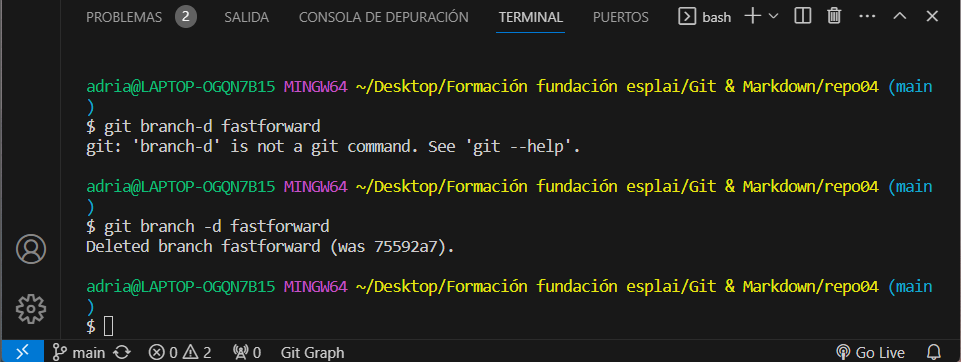 PROBLEMAS 2 SALIDA CONSOLA DE DEPURACIÓN TERMINAL PUERTOS bash
adria@LAPTOP-OGQN7B15 MINGW64 ~/Desktop/Formación fundación esplai/Git & Markdown/repo04 (main
)
$ git branch-d fastforward
git: 'branch-d' is not a git command. See 'git --help'.
adria@LAPTOP-OGQN7B15 MINGW64 ~/Desktop/Formación fundación esplai/Git & Markdown/repo04 (main
)
$ git branch -d fastforward
Deleted branch fastforward (was 75592a7).
adria@LAPTOP-OGQN7B15 MINGW64 ~/Desktop/Formación fundación esplai/Git & Markdown/repo04 (main
)
$
main 0 2 0 Git Graph Go Live